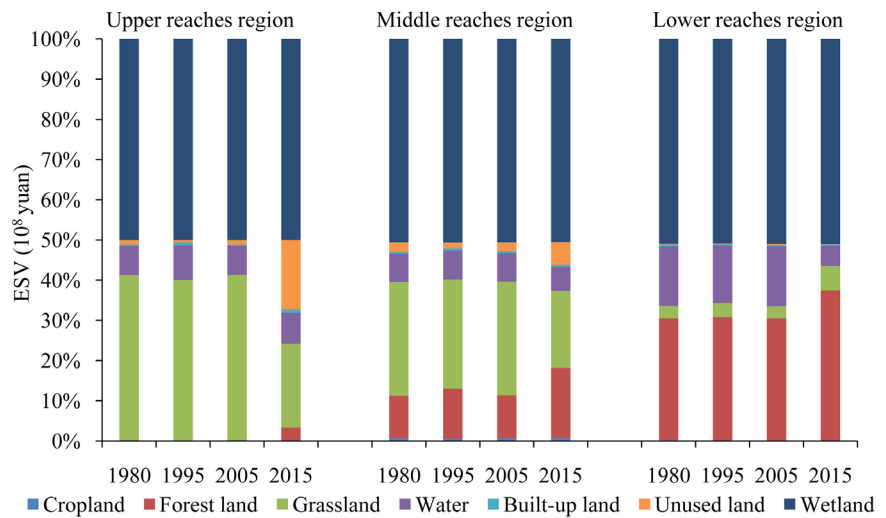 Upper reaches region Middle reaches region Lower reaches region
100%
90%
80%
70%
60%
50%
40%
30%
20%
10%
0%
ESV (10⁸ yuan)
1980 1995 2005 2015 1980 1995 2005 2015 1980 1995 2005 2015
Cropland Forest land Grassland Water Built-up land Unused land Wetland